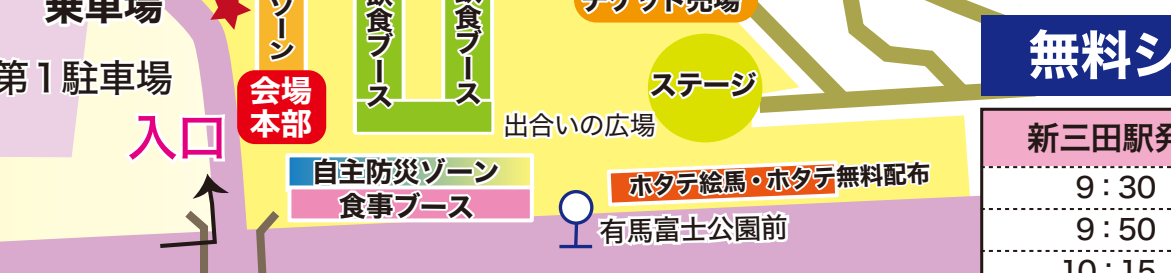 乗車場
第1駐車場
入口
ゾーン
会場
本部
飲食ブース
飲食ブース
チケット売場
ステージ
出合いの広場
自主防災ゾーン
食事ブース
ホタテ絵馬・ホタテ無料配布
有馬富士公園前
無料シ
新三田駅発
9:30
9:50
10:15